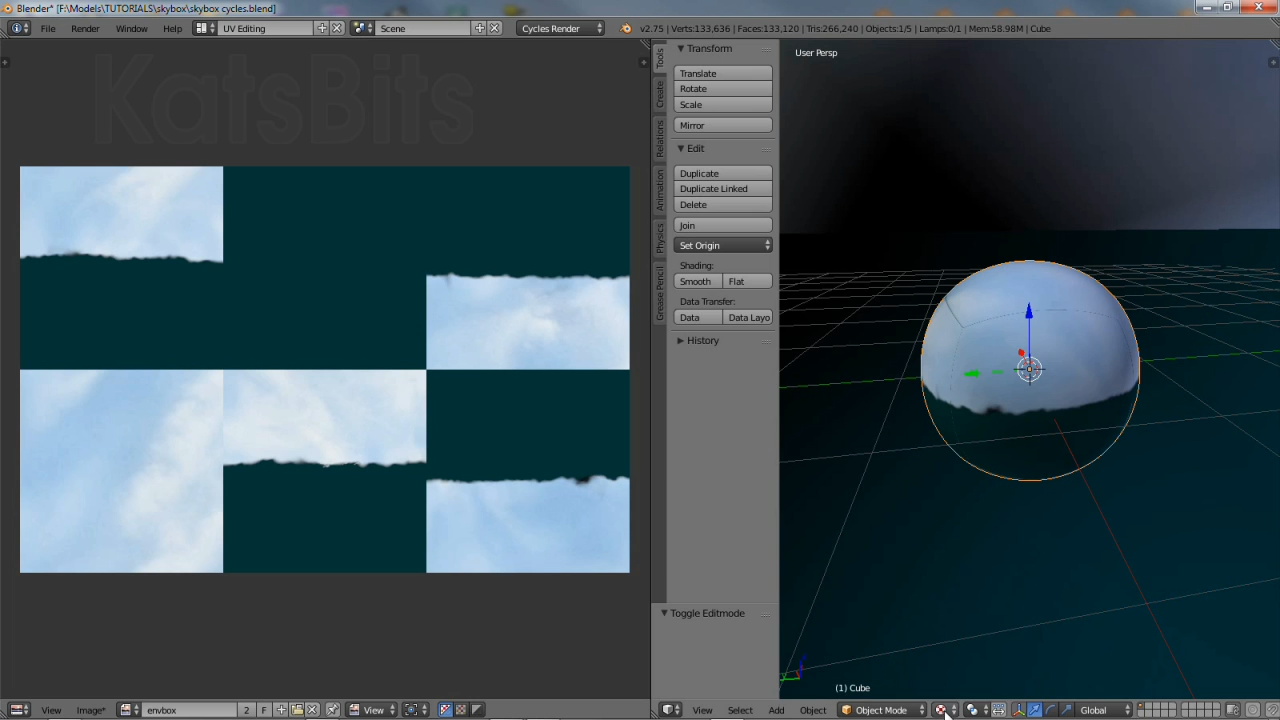 Blender* [F:\Models\TUTORIALS\skybox\skybox cycles.blend]
File Render Window Help UV Editing Scene Cycles Render v2.75 | Verts:133,636 | Faces:133,120 | Tris:266,240 | Objects:1/5 | Lamps:0/1 | Mem:58.98M | Cube
KatsBits
Tools
Create
Relations
Animation
Physics
Grease Pencil
Transform
Translate
Rotate
Scale
Mirror
Edit
Duplicate
Duplicate Linked
Delete
Join
Set Origin
Shading:
Smooth Flat
Data Transfer:
Data Data Layo
History
Toggle Editmode
User Persp
(1) Cube
View Image* envbox 2 F View
View Select Add Object Object Mode Global